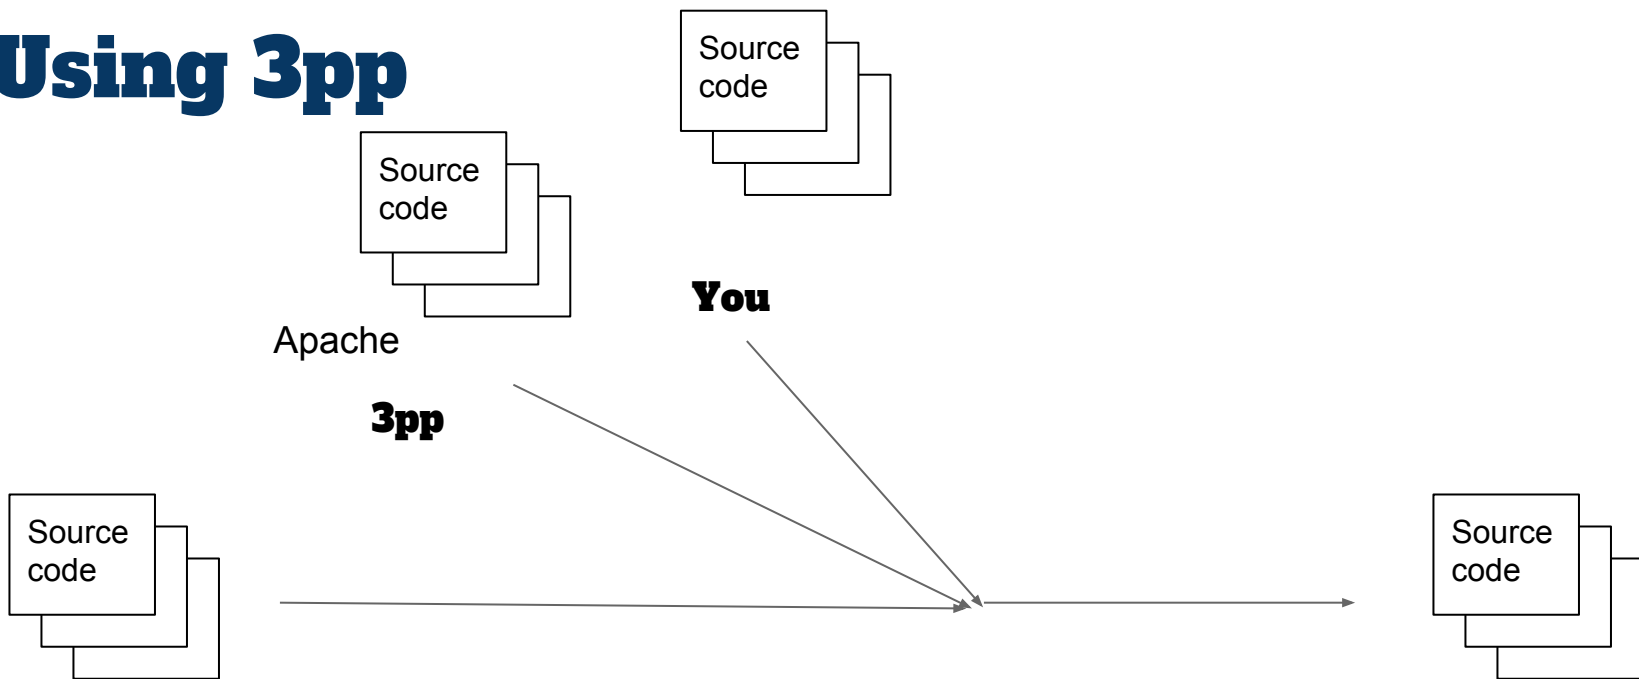 Using 3pp
Source
code
Source
code
You
Apache
3pp
Source
code
Source
code